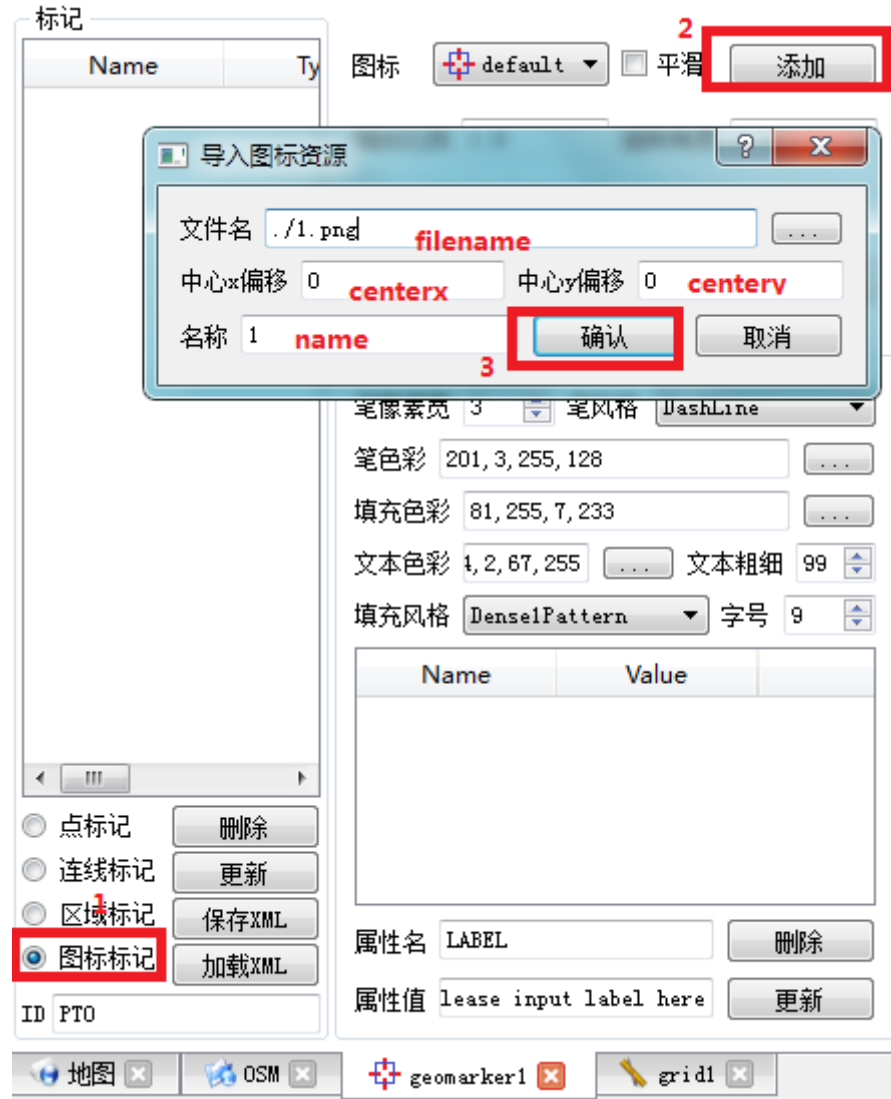 标记
2
Name Ty
图标 default 平滑 添加
导入图标资源
文件名 ./1.png ...
filename
中心x偏移 0 中心y偏移 0
centerx centery
名称 1 确认 取消
name
3
笔像素宽 3 笔风格 DashLine
笔色彩 201,3,255,128 ...
填充色彩 81,255,7,233 ...
文本色彩 4,2,67,255 ... 文本粗细 99
填充风格 Dense1Pattern 字号 9
Name Value
点标记 删除
连线标记 更新
1
区域标记 保存XML
图标标记 加载XML
属性名 LABEL 删除
ID PT0
属性值 lease input label here 更新
地图 OSM geomarker1 grid1